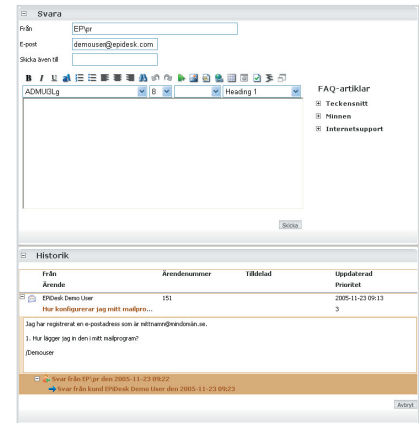 Svara
Från EP\pr
E-post demouser@epidesk.com
Skicka även till
B I U
ADMUI3Lg 8 Heading 1
FAQ-artiklar
Teckensnitt
Minnen
Internetsupport
Skicka
Historik
Från Ärendenummer Tilldelad Uppdaterad
Ärende Prioritet
EPiDesk Demo User 151 2005-11-23 09:13
Hur konfigurerar jag mitt mailpro... 3
Jag har registrerat en e-postadress som är mittnamn@mindomän.se.
1. Hur lägger jag in den i mitt mailprogram?
/Demouser
Svar från EP\pr den 2005-11-23 09:22
Svar från kund EPiDesk Demo User den 2005-11-23 09:23
Avbryt